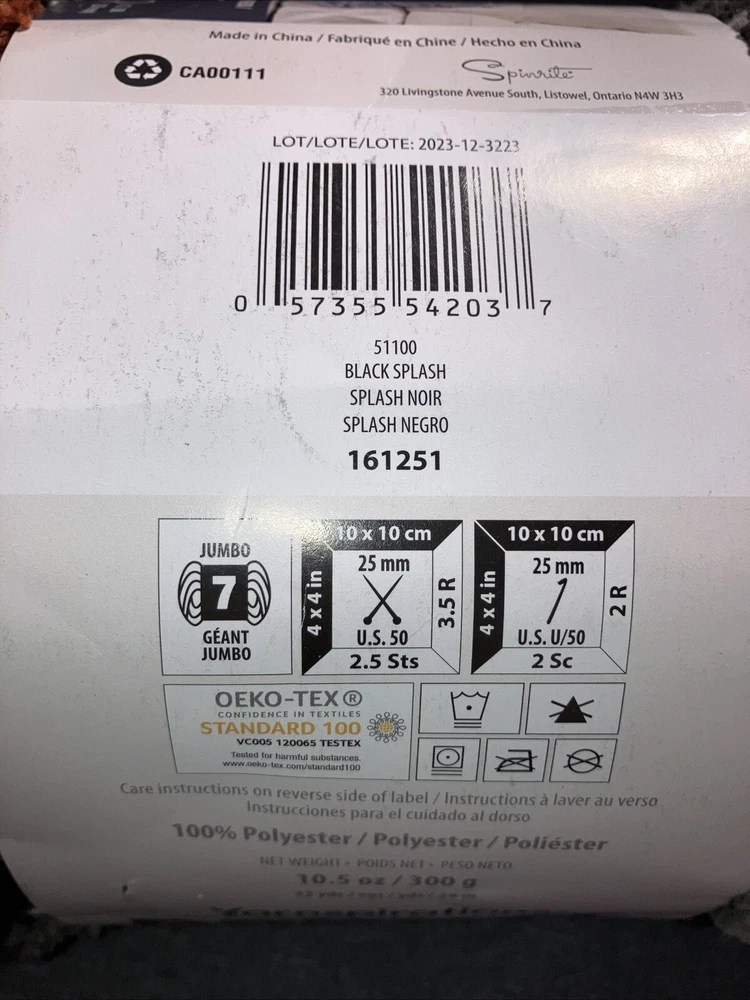 Made in China / Fabriqué en Chine / Hecho en China
CA00111
Spinrite
320 Livingstone Avenue South, Listowel, Ontario N4W 3H3
LOT/LOTE/LOTE: 2023-12-3223
0 57355 54203 7
51100
BLACK SPLASH
SPLASH NOIR
SPLASH NEGRO
161251
JUMBO
7
GÉANT
JUMBO
10 x 10 cm
4 x 4 in
25 mm
U.S. 50
2.5 Sts
3.5 R
10 x 10 cm
4 x 4 in
25 mm
U.S. U/50
2 Sc
2 R
OEKO-TEX®
CONFIDENCE IN TEXTILES
STANDARD 100
VC005 120065 TESTEX
Tested for harmful substances.
www.oeko-tex.com/standard100
Care instructions on reverse side of label / Instructions à laver au verso
Instrucciones para el cuidado al dorso
100% Polyester / Polyester / Poliéster
NET WEIGHT - POIDS NET - PESO NETO
10.5 oz / 300 g